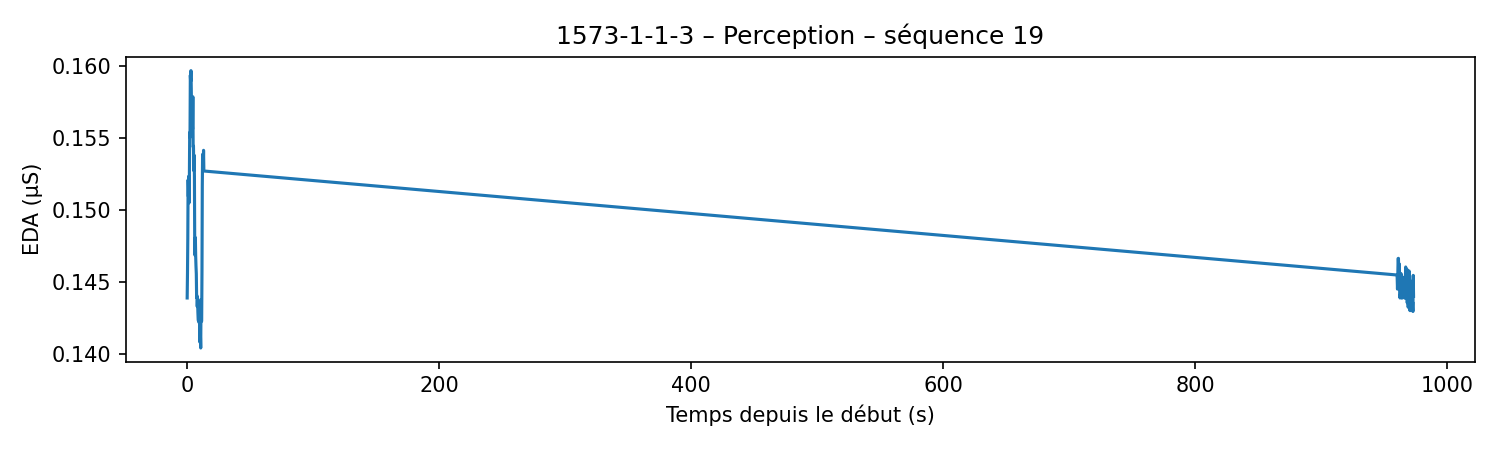 1573-1-1-3 – Perception – séquence 19
EDA (µS)
0.160
0.155
0.150
0.145
0.140
0 200 400 600 800 1000
Temps depuis le début (s)